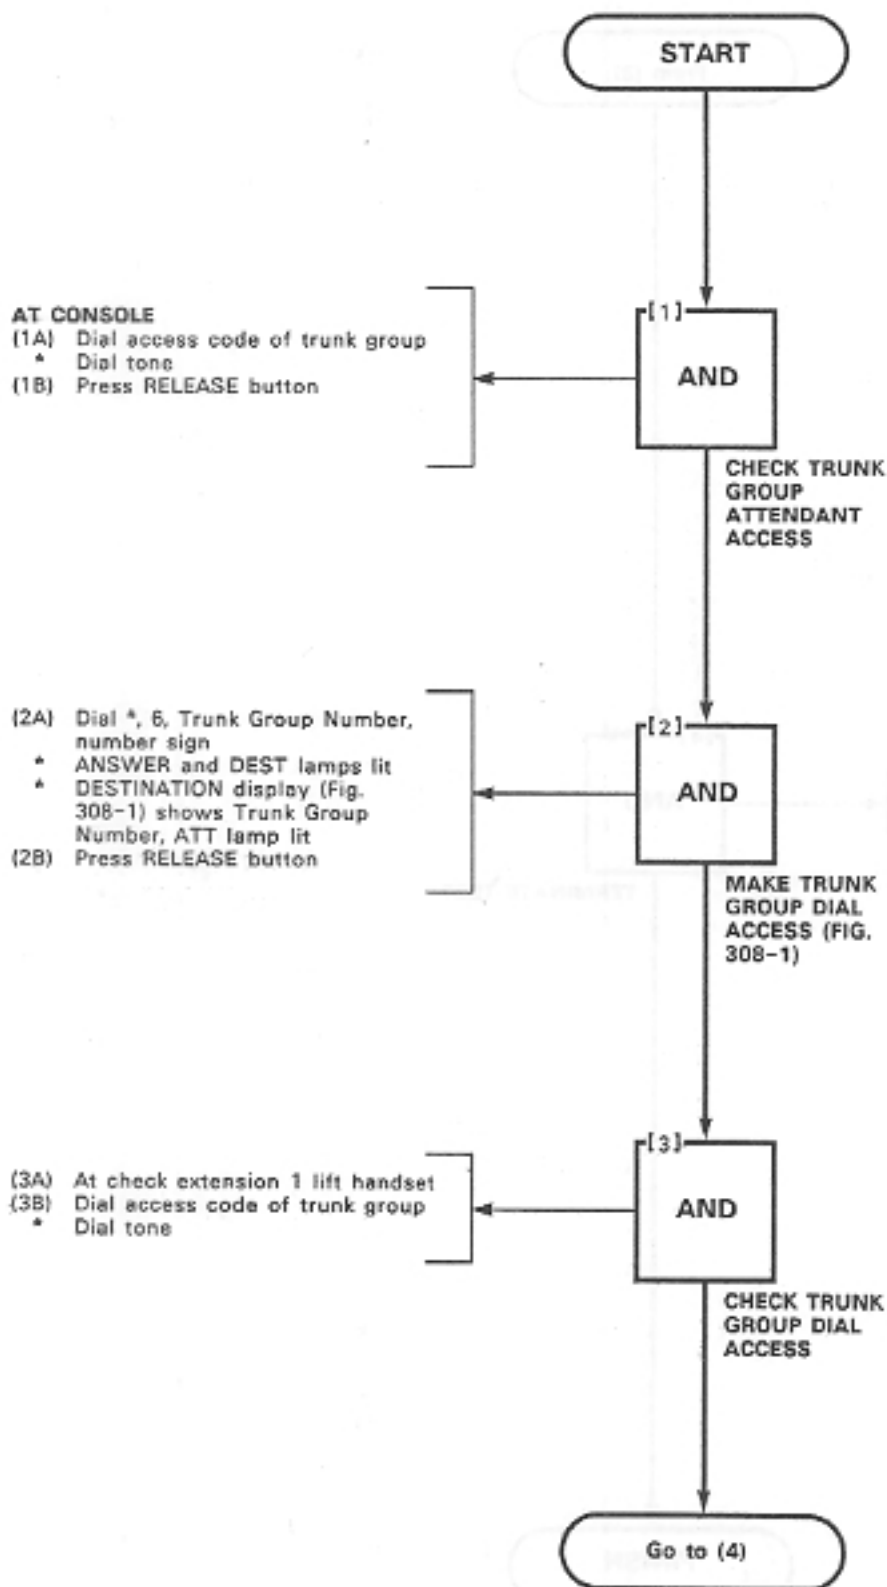 START
AT CONSOLE
(1A) Dial access code of trunk group
* Dial tone
(1B) Press RELEASE button
[1]
AND
CHECK TRUNK
GROUP
ATTENDANT
ACCESS
(2A) Dial *, 6, Trunk Group Number,
number sign
* ANSWER and DEST lamps lit
* DESTINATION display (Fig.
308-1) shows Trunk Group
Number, ATT lamp lit
(2B) Press RELEASE button
[2]
AND
MAKE TRUNK
GROUP DIAL
ACCESS (FIG.
308-1)
(3A) At check extension 1 lift handset
(3B) Dial access code of trunk group
* Dial tone
[3]
AND
CHECK TRUNK
GROUP DIAL
ACCESS
Go to (4)